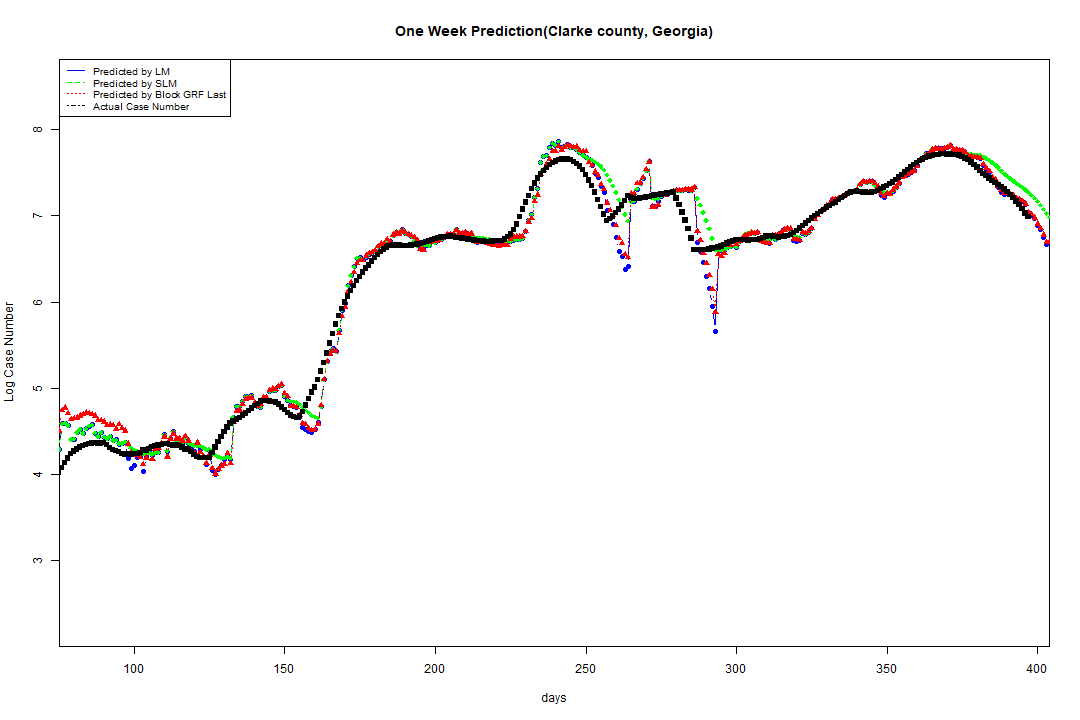 One Week Prediction(Clarke county, Georgia)
Predicted by LM
Predicted by SLM
Predicted by Block GRF Last
Actual Case Number
8
7
6
5
4
3
Log Case Number
100 150 200 250 300 350 400
days